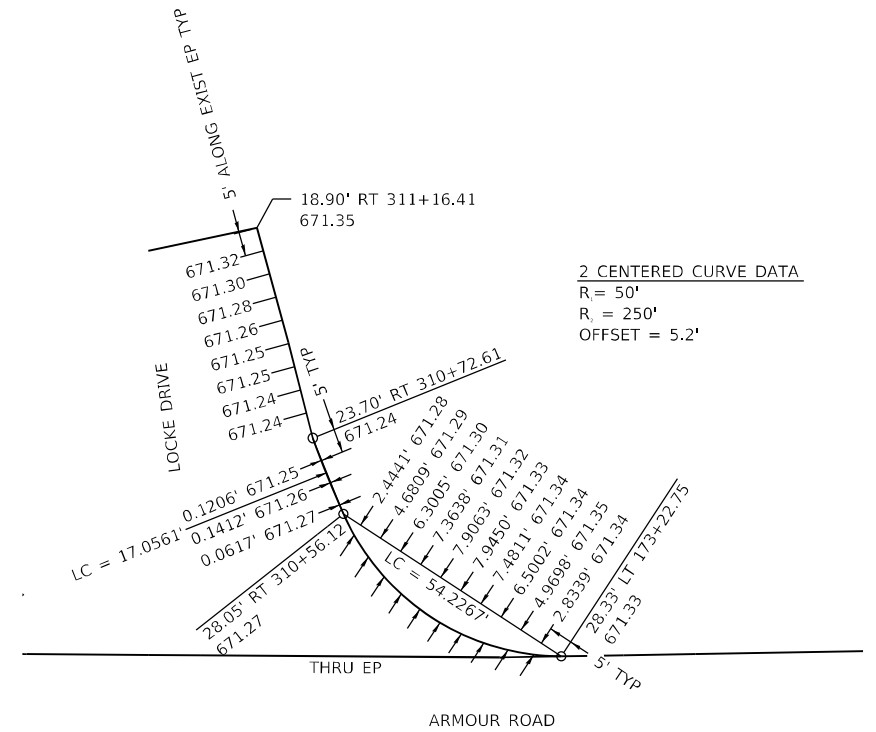 5' ALONG EXIST EP TYP
18.90' RT 311+16.41
671.35
2 CENTERED CURVE DATA
R₁= 50'
R₂ = 250'
OFFSET = 5.2'
671.32
671.30
671.28
671.26
671.25
671.25
671.24
671.24
LOCKE DRIVE
5' TYP
23.70' RT 310+72.61
671.24
0.1206' 671.25
0.1412' 671.26
0.0617' 671.27
LC = 17.0561'
28.05' RT 310+56.12
671.27
2.4441' 671.28
4.6809' 671.29
6.3005' 671.30
7.3638' 671.31
7.9063' 671.32
7.9450' 671.33
7.4811' 671.34
6.5002' 671.34
4.9698' 671.35
2.8339' 671.34
28.33' LT 173+22.75
671.33
LC = 54.2267'
5' TYP
THRU EP
ARMOUR ROAD